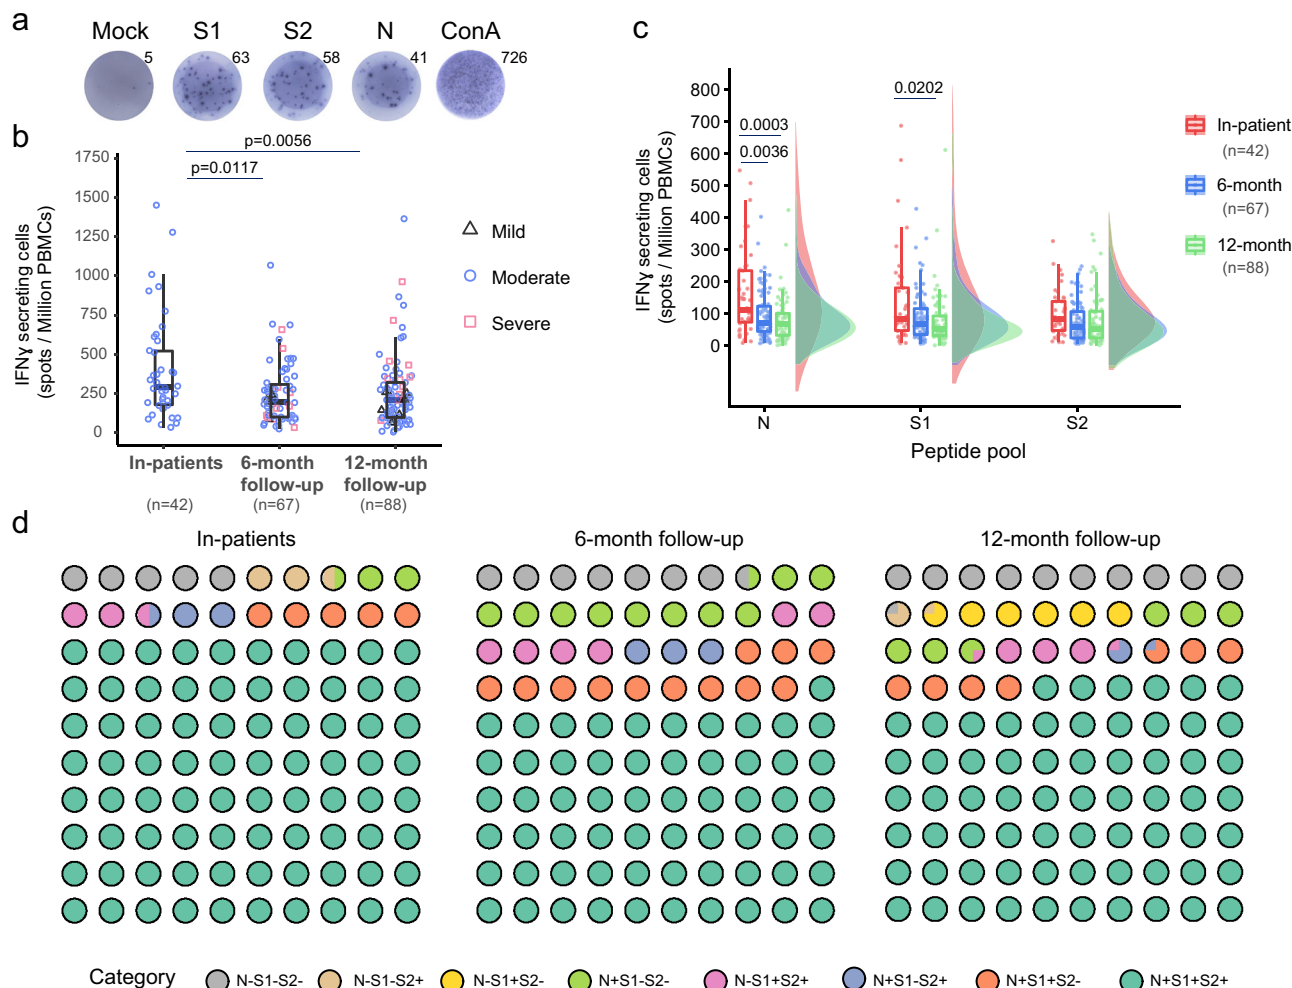 a
Mock S1 S2 N ConA
5 63 58 41 726
b
p=0.0056
p=0.0117
IFNγ secreting cells
(spots / Million PBMCs)
1750
1500
1250
1000
750
500
250
0
In-patients 6-month 12-month
follow-up follow-up
(n=42) (n=67) (n=88)
Mild
Moderate
Severe
c
IFNγ secreting cells
(spots / Million PBMCs)
800
700
600
500
400
300
200
100
0
0.0003
0.0036
0.0202
N S1 S2
Peptide pool
In-patient
(n=42)
6-month
(n=67)
12-month
(n=88)
d
In-patients 6-month follow-up 12-month follow-up
Category N-S1-S2- N-S1-S2+ N-S1+S2- N+S1-S2- N-S1+S2+ N+S1-S2+ N+S1+S2- N+S1+S2+